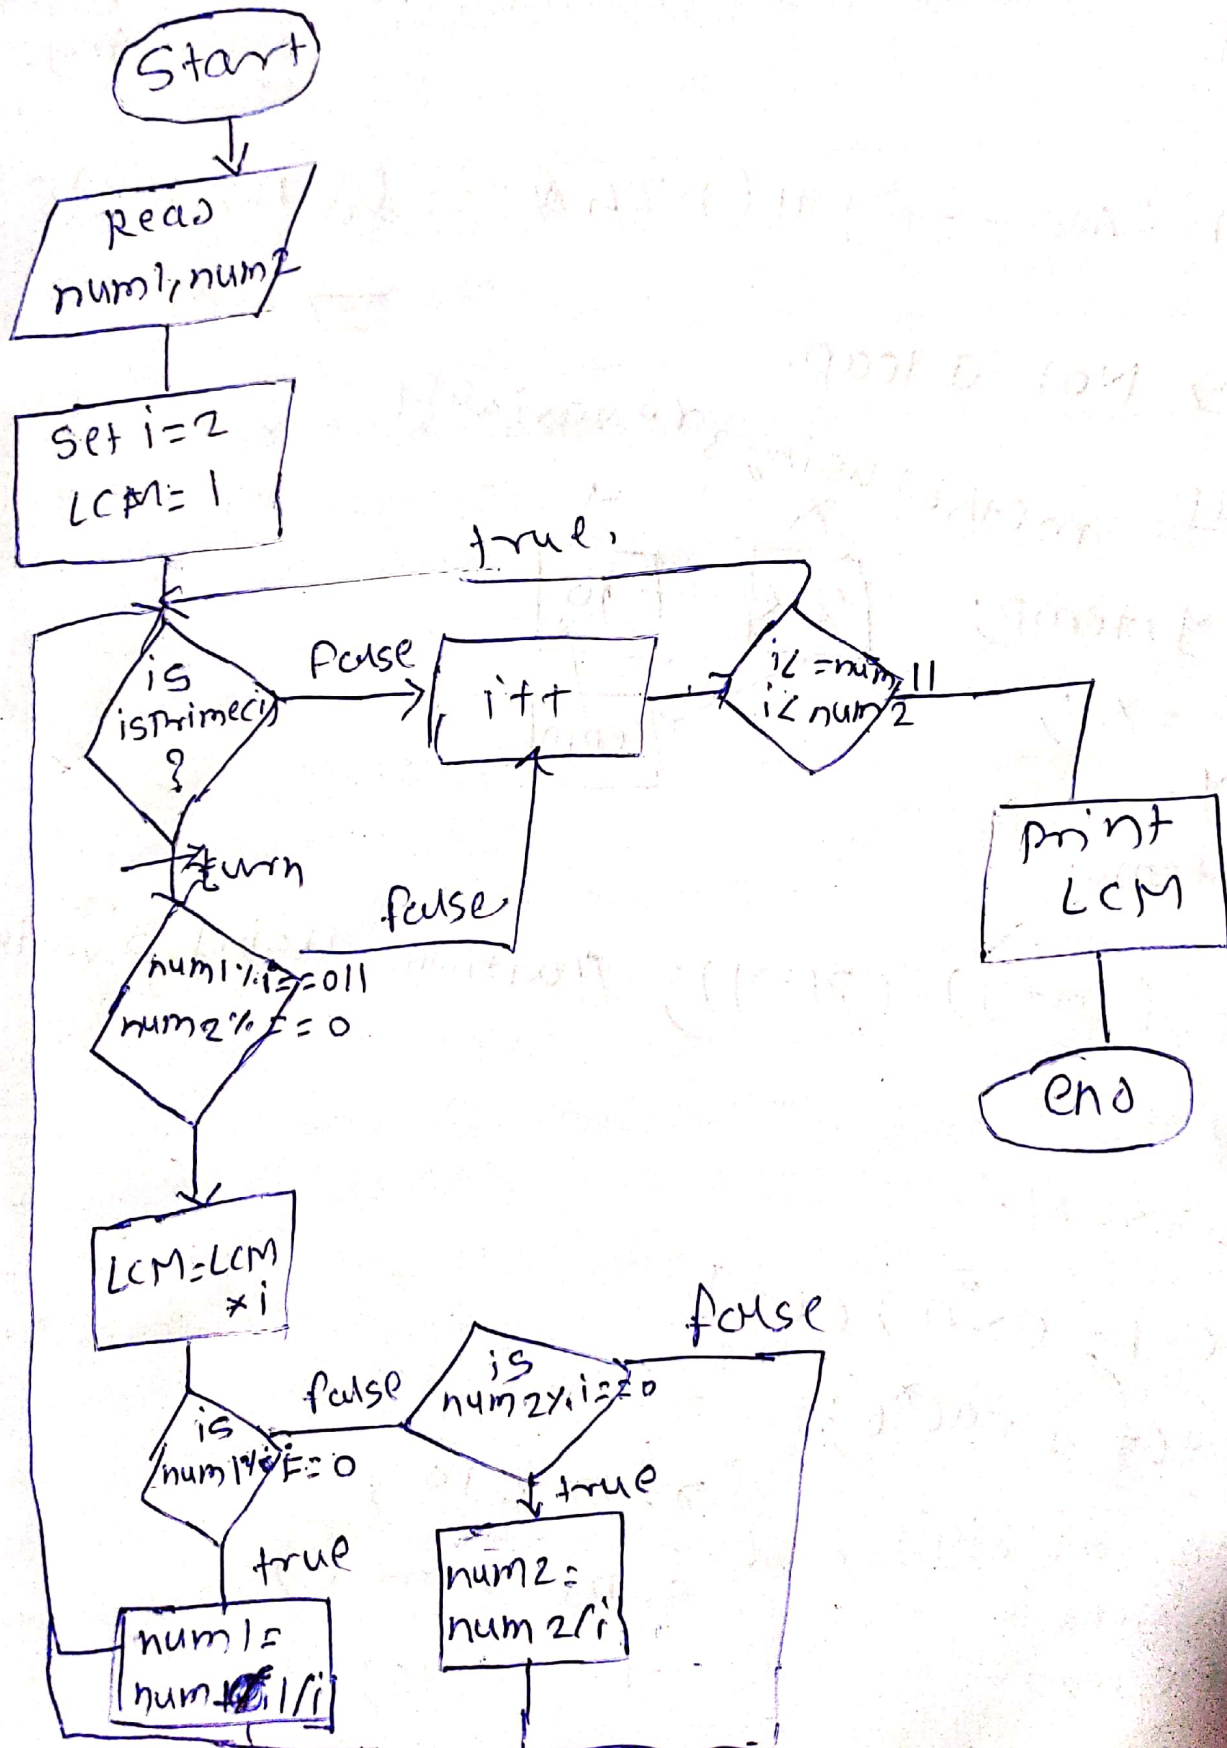 Start
Read
num1, num2
Set i=2
LCM=1
true.
is
isPrime(i)
?
false
i++
i<=num1 ||
i<num2
print
LCM
end
false
num1%i==0||
num2%==0
LCM=LCM
*i
is
num1%i==0
false
is
num2%i==0
false
true
true
num2=
num2/i
num1=
1/i